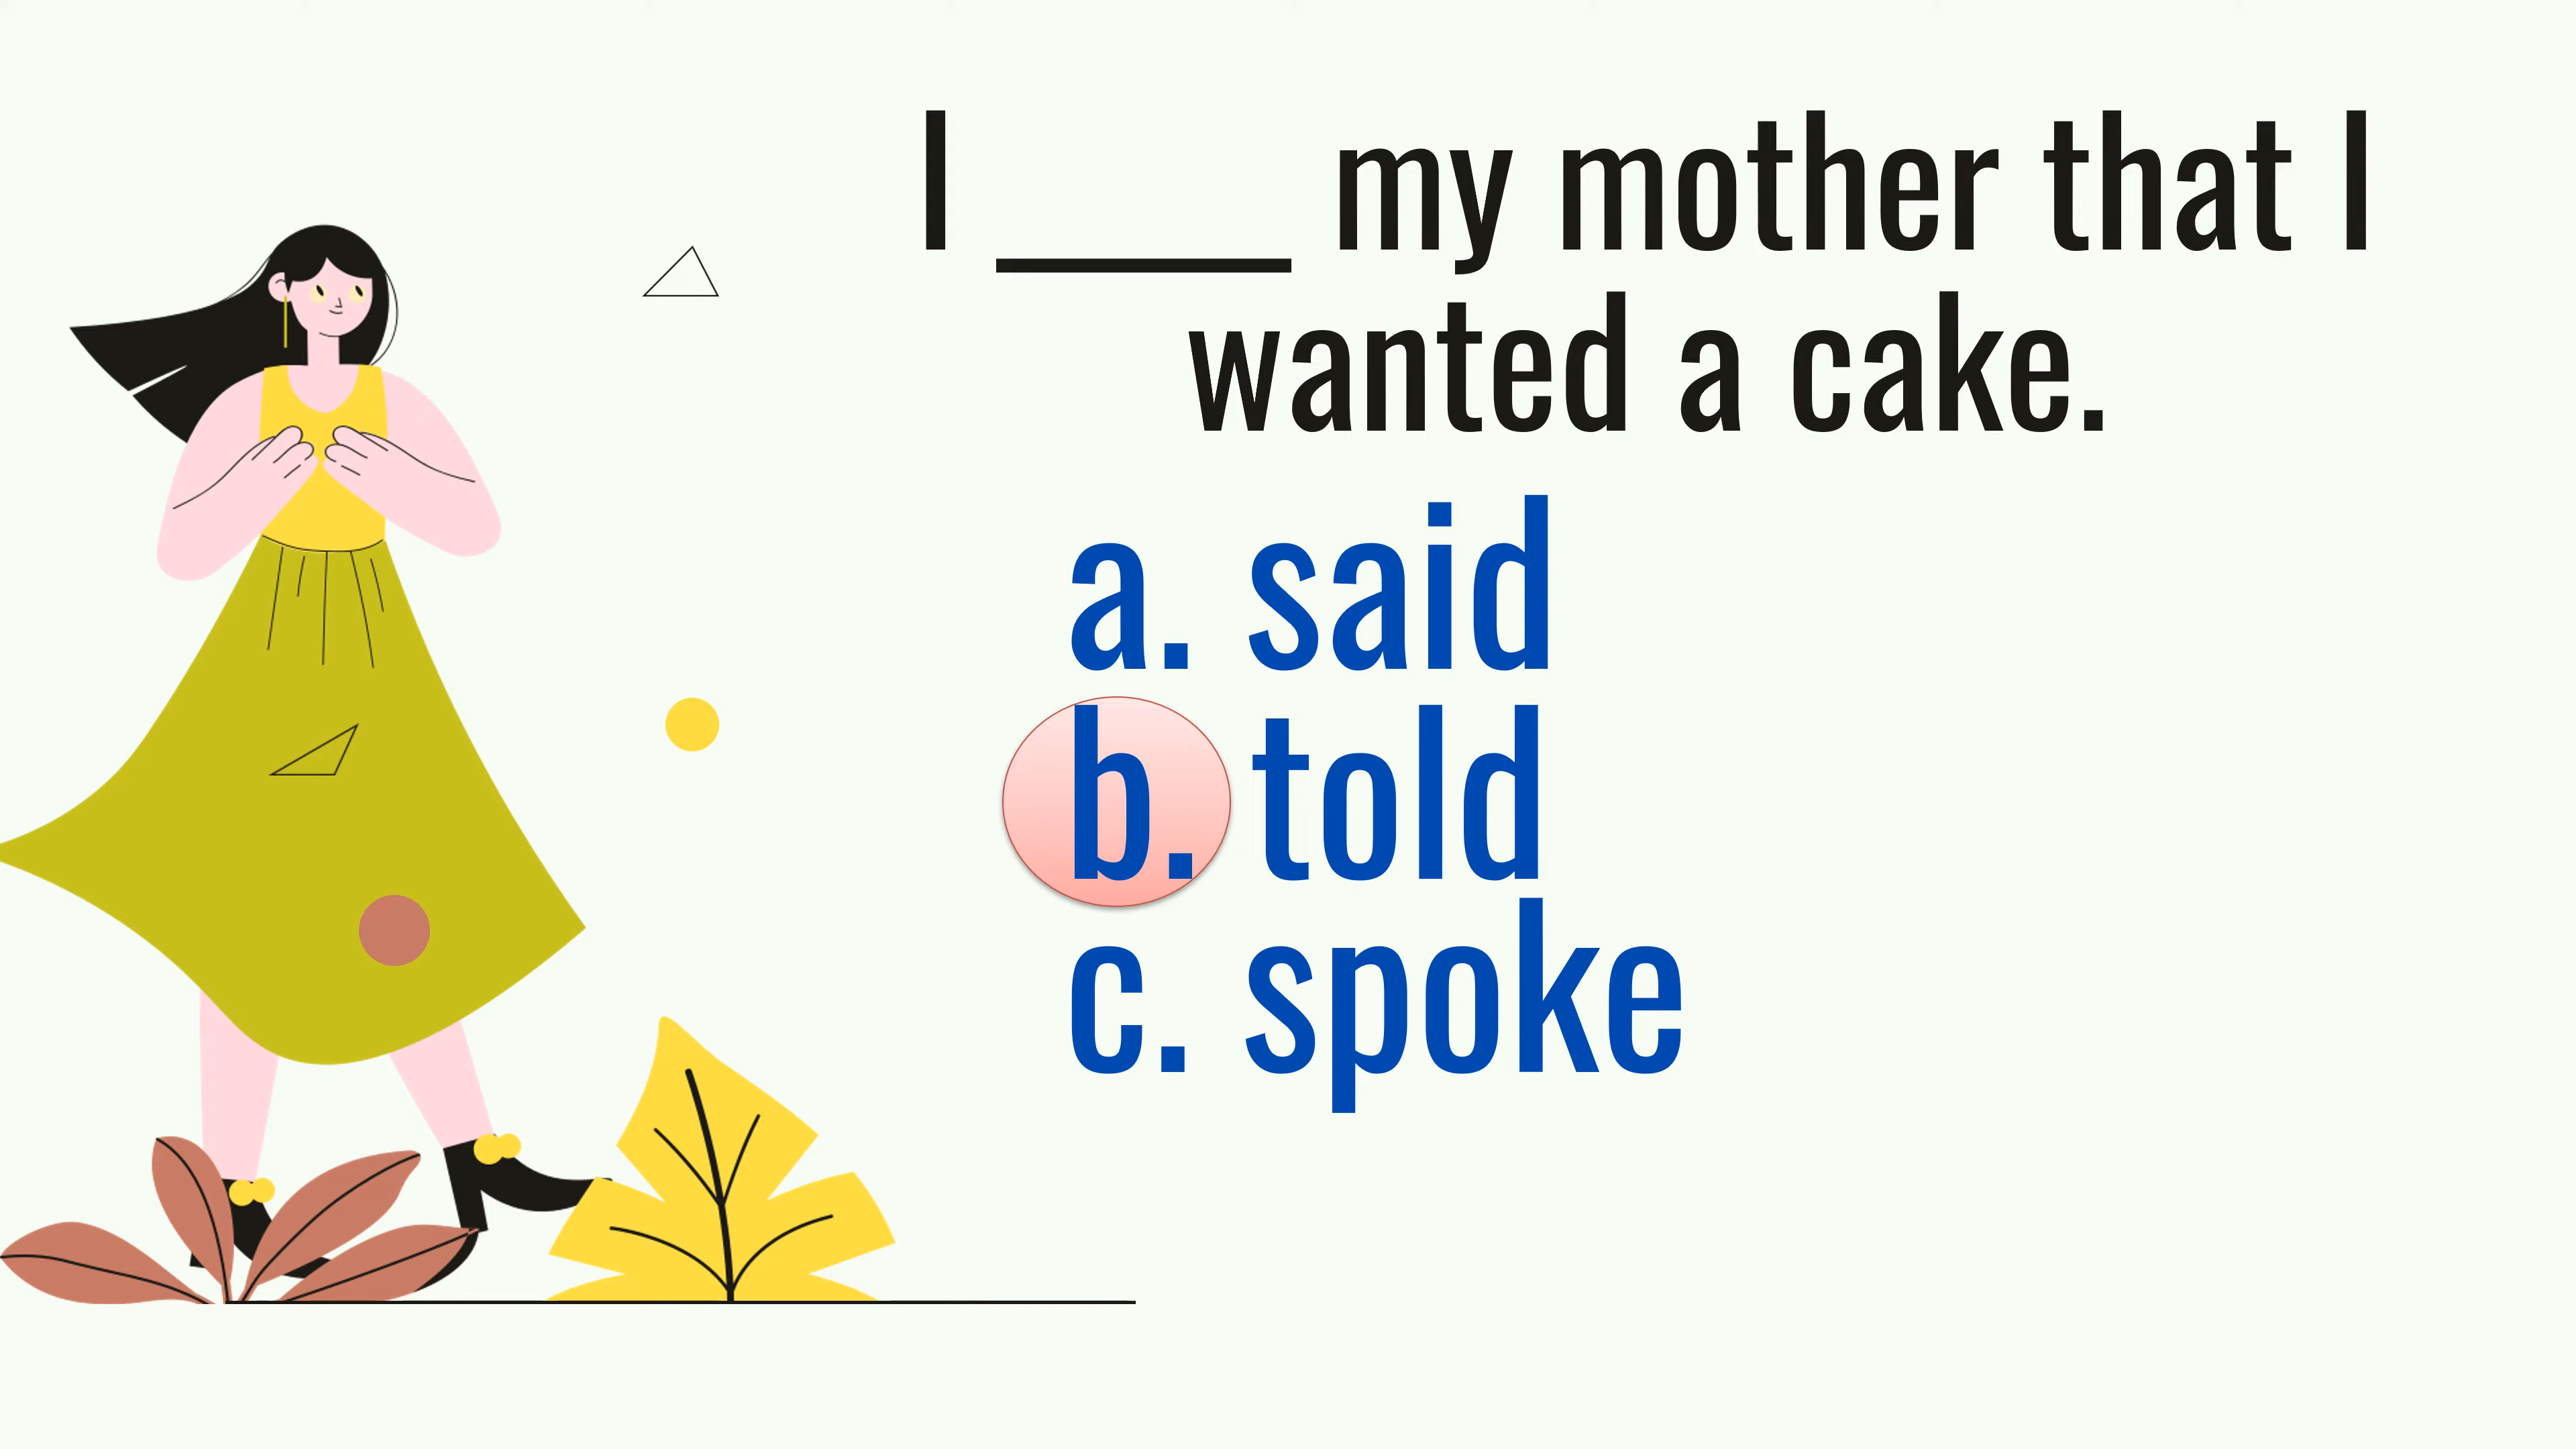 I ____ my mother that I
wanted a cake.
a. said
b. told
c. spoke